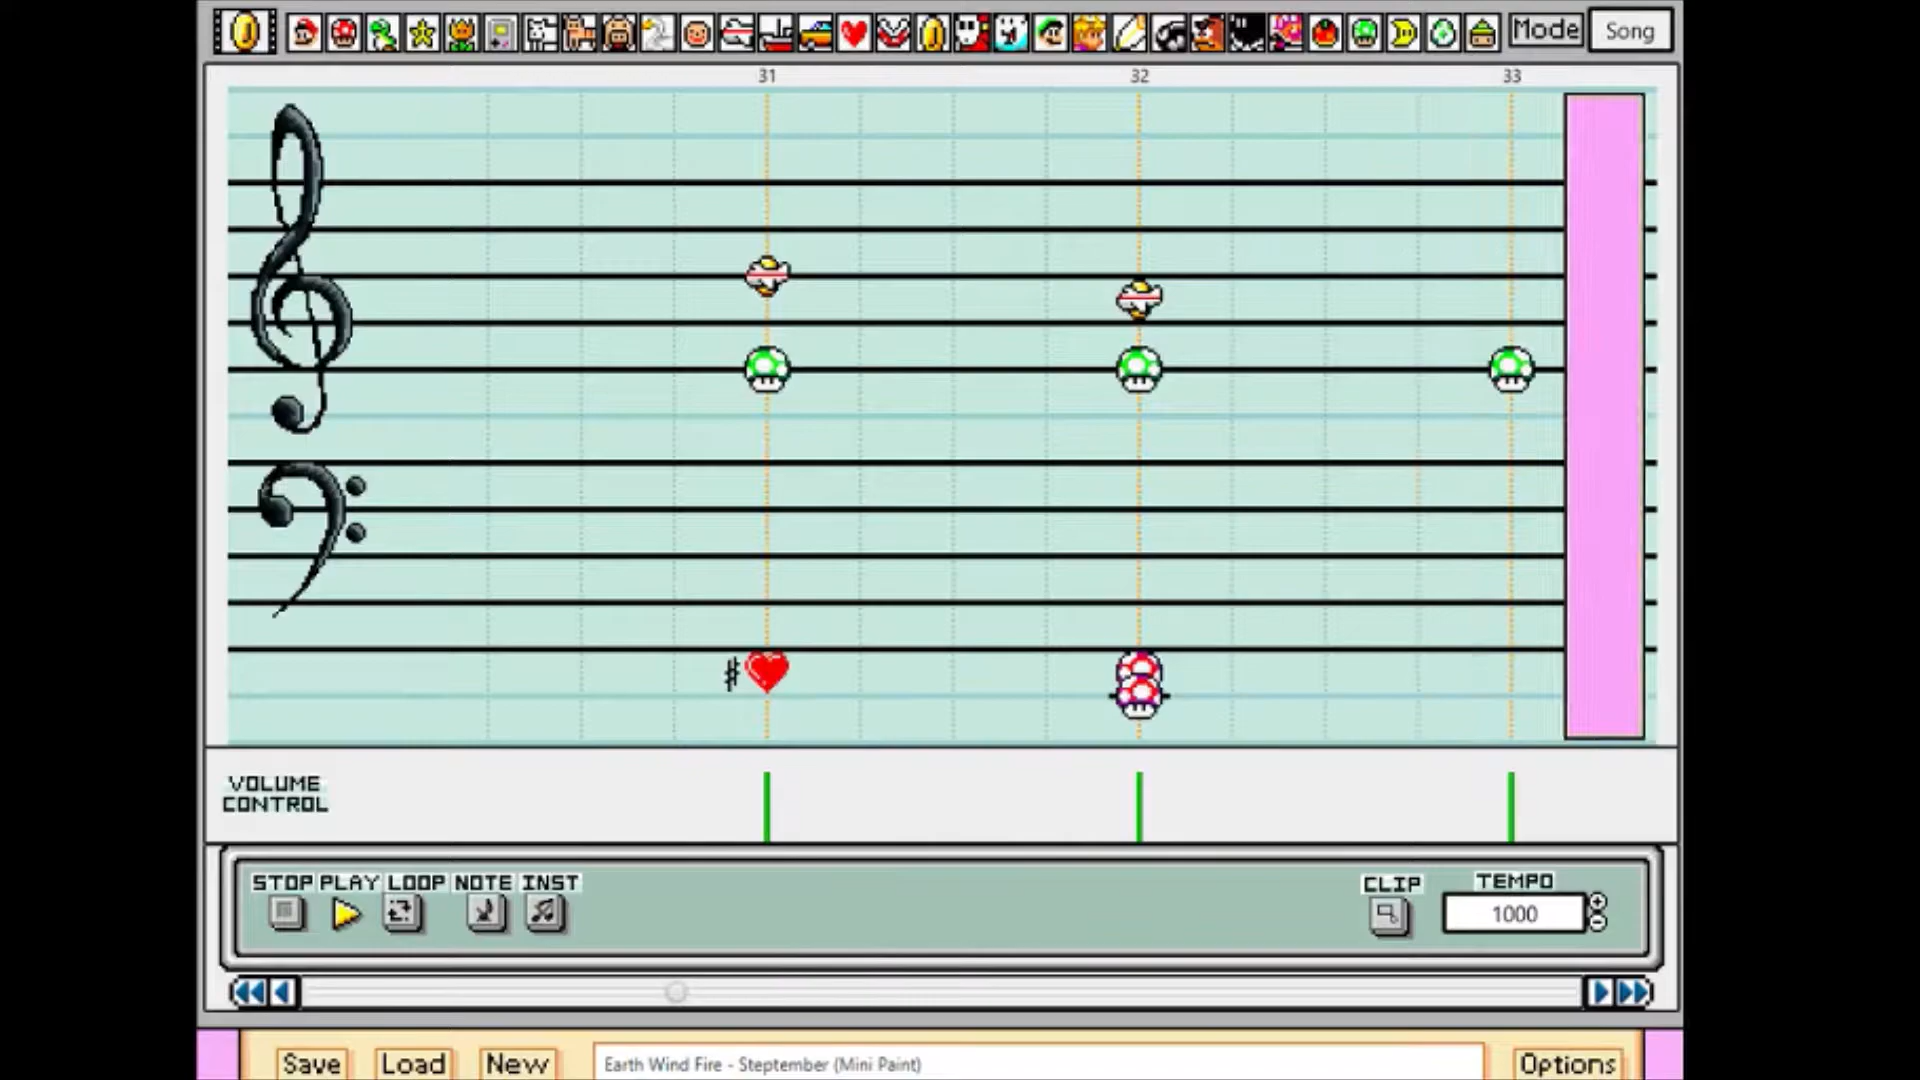 Mode Song
31 32 33
VOLUME
CONTROL
STOP PLAY LOOP NOTE INST CLIP TEMPO
1000
Save Load New Earth Wind Fire - Steptember (Mini Paint) Options